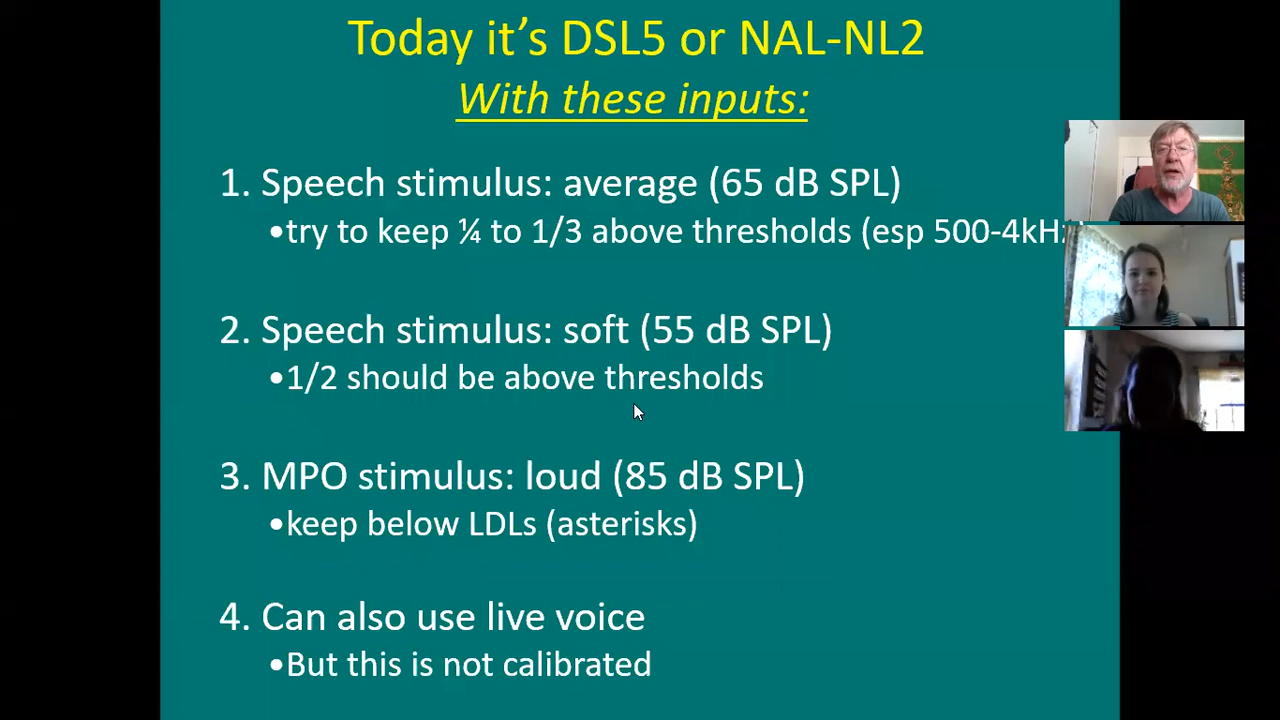 Today it’s DSL5 or NAL-NL2
With these inputs:
1. Speech stimulus: average (65 dB SPL)
•try to keep ¼ to 1/3 above thresholds (esp 500-4kHz)
2. Speech stimulus: soft (55 dB SPL)
•1/2 should be above thresholds
3. MPO stimulus: loud (85 dB SPL)
•keep below LDLs (asterisks)
4. Can also use live voice
•But this is not calibrated